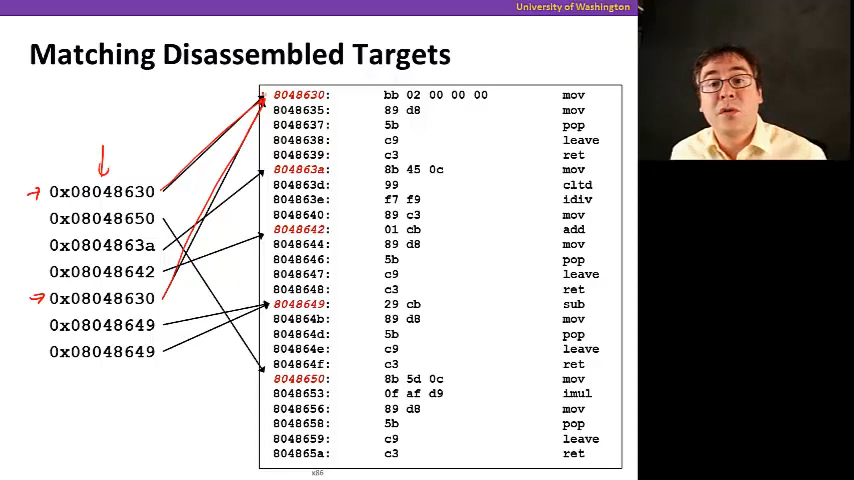 University of Washington
Matching Disassembled Targets
0x08048630
0x08048650
0x0804863a
0x08048642
0x08048630
0x08048649
0x08048649
8048630: bb 02 00 00 00 mov
8048635: 89 d8 mov
8048637: 5b pop
8048638: c9 leave
8048639: c3 ret
804863a: 8b 45 0c mov
804863d: 99 cltd
804863e: f7 f9 idiv
8048640: 89 c3 mov
8048642: 01 cb add
8048644: 89 d8 mov
8048646: 5b pop
8048647: c9 leave
8048648: c3 ret
8048649: 29 cb sub
804864b: 89 d8 mov
804864d: 5b pop
804864e: c9 leave
804864f: c3 ret
8048650: 8b 5d 0c mov
8048653: 0f af d9 imul
8048656: 89 d8 mov
8048658: 5b pop
8048659: c9 leave
804865a: c3 ret
x86